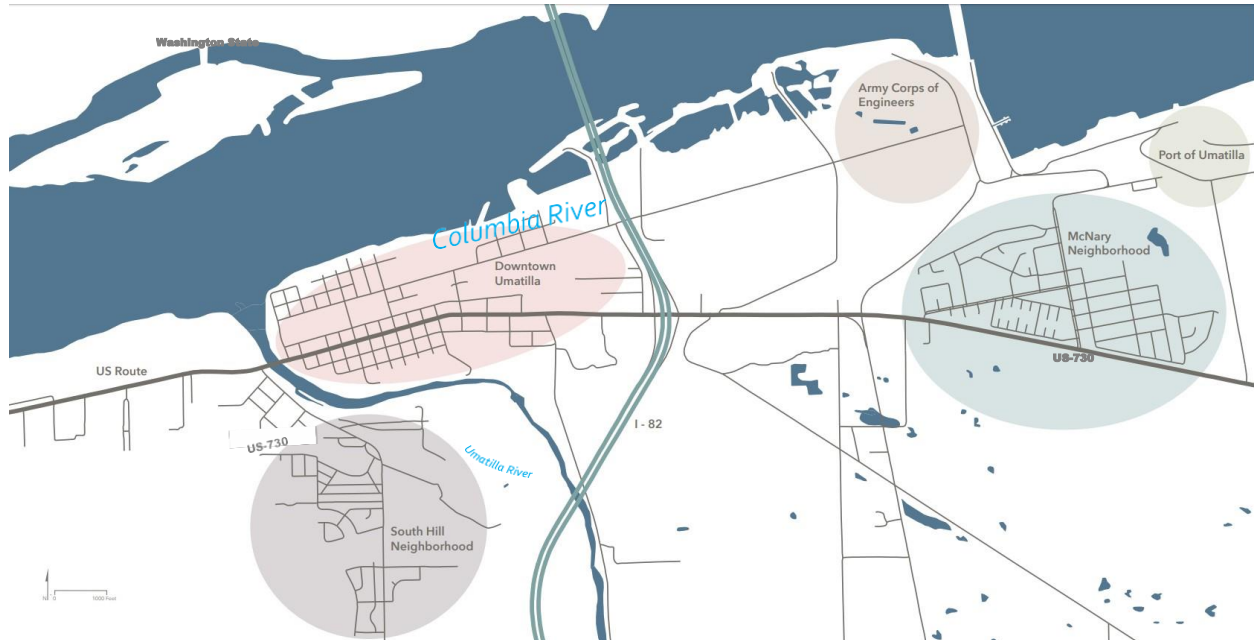 Washington State
Army Corps of
Engineers
Port of Umatilla
Columbia River
McNary
Neighborhood
Downtown
Umatilla
US-730
US Route
I - 82
US-730
Umatilla River
South Hill
Neighborhood
N 0 1000 Feet